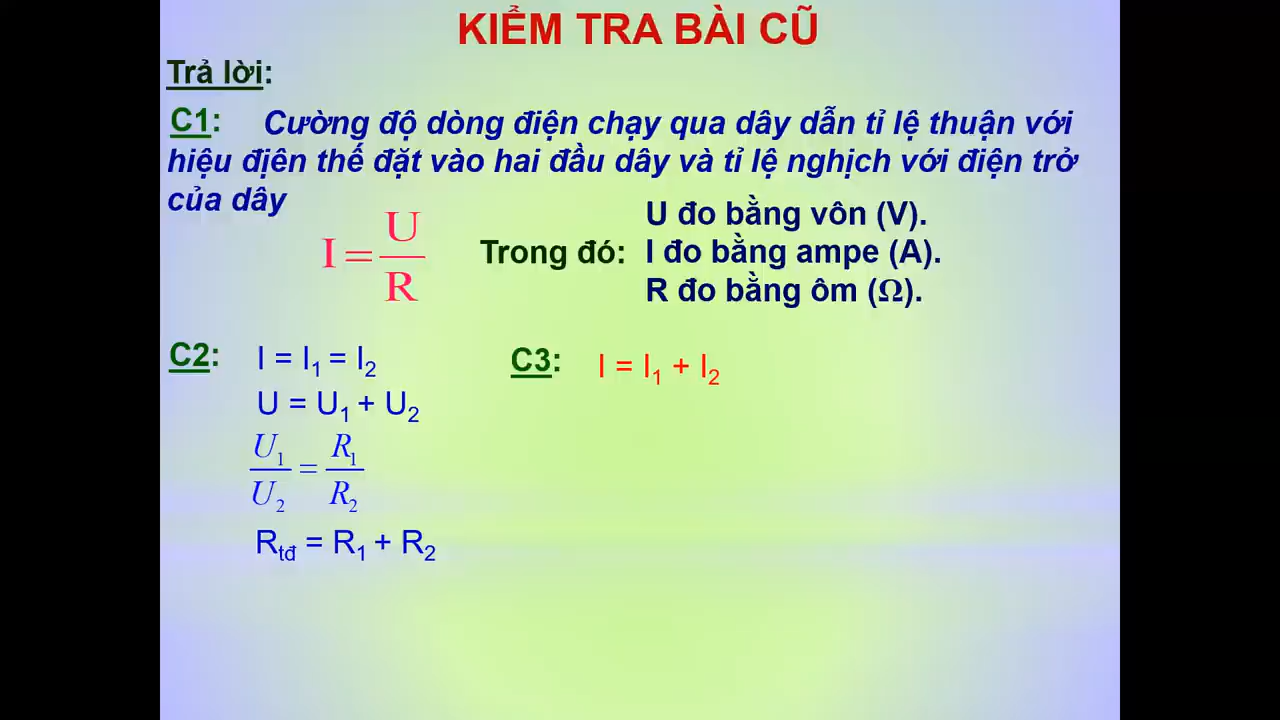 KIỂM TRA BÀI CŨ
Trả lời:
C1: Cường độ dòng điện chạy qua dây dẫn tỉ lệ thuận với
hiệu địên thế đặt vào hai đầu dây và tỉ lệ nghịch với điện trở
của dây
I = U/R
Trong đó:
U đo bằng vôn (V).
I đo bằng ampe (A).
R đo bằng ôm (Ω).
C2: I = I₁ = I₂
U = U₁ + U₂
U₁/U₂ = R₁/R₂
Rtđ = R₁ + R₂
C3: I = I₁ + I₂